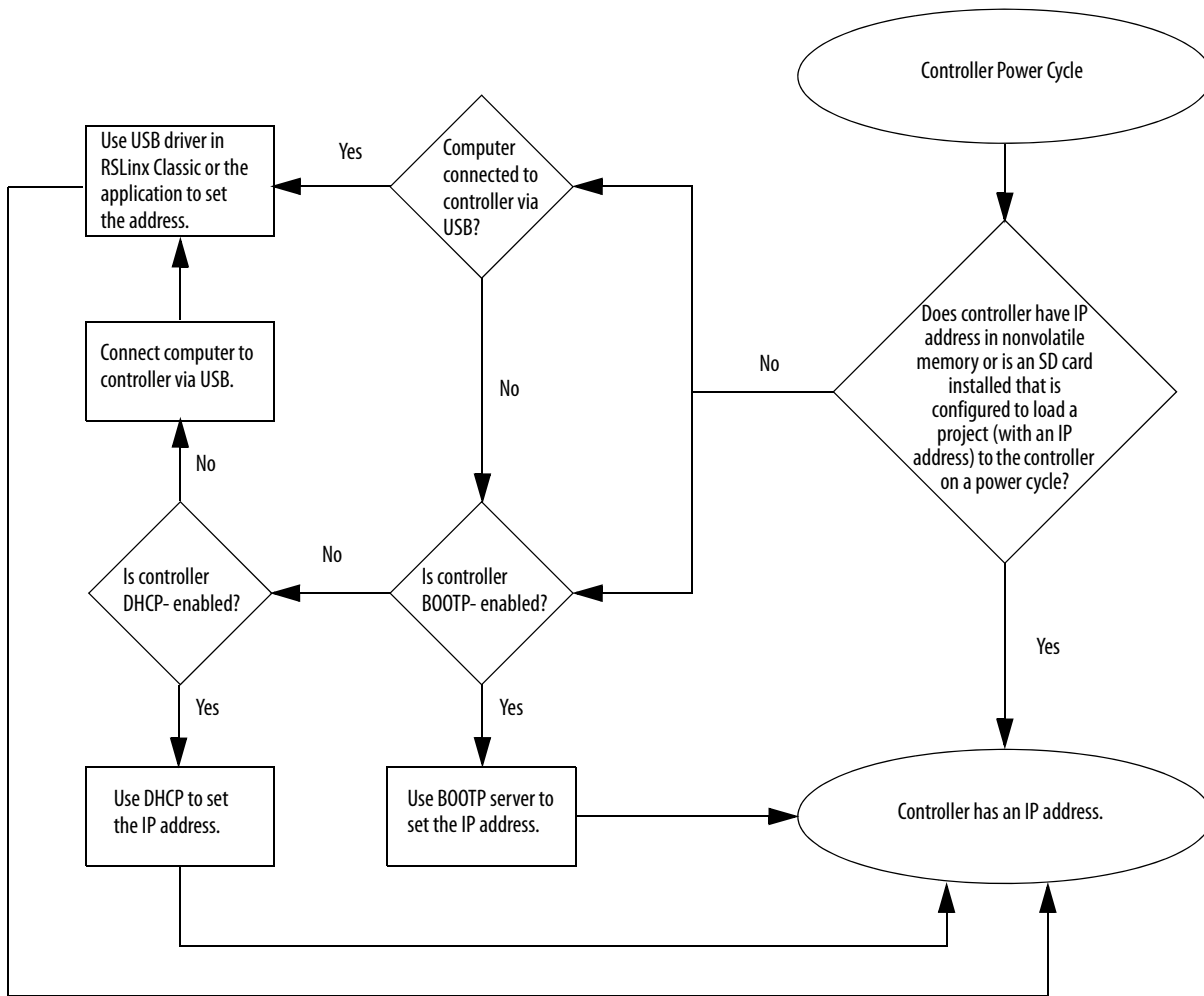 Controller Power Cycle
Use USB driver in
RSLinx Classic or the
application to set
the address.
Yes
Computer
connected to
controller via
USB?
Does controller have IP
address in nonvolatile
memory or is an SD card
installed that is
configured to load a
project (with an IP
address) to the controller
on a power cycle?
Connect computer to
controller via USB.
No
No
No
Is controller
DHCP- enabled?
No
Is controller
BOOTP- enabled?
Yes
Yes
Yes
Use DHCP to set
the IP address.
Use BOOTP server to
set the IP address.
Controller has an IP address.